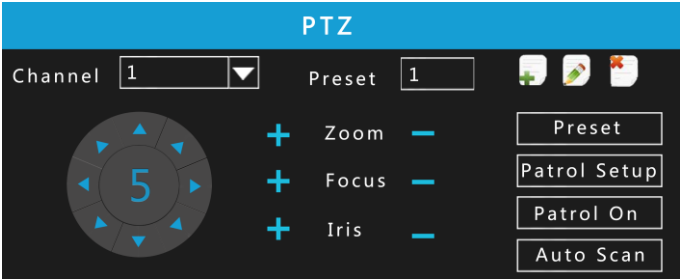 PTZ
Channel 1 Preset 1
5
+ Zoom −
+ Focus −
+ Iris −
Preset
Patrol Setup
Patrol On
Auto Scan